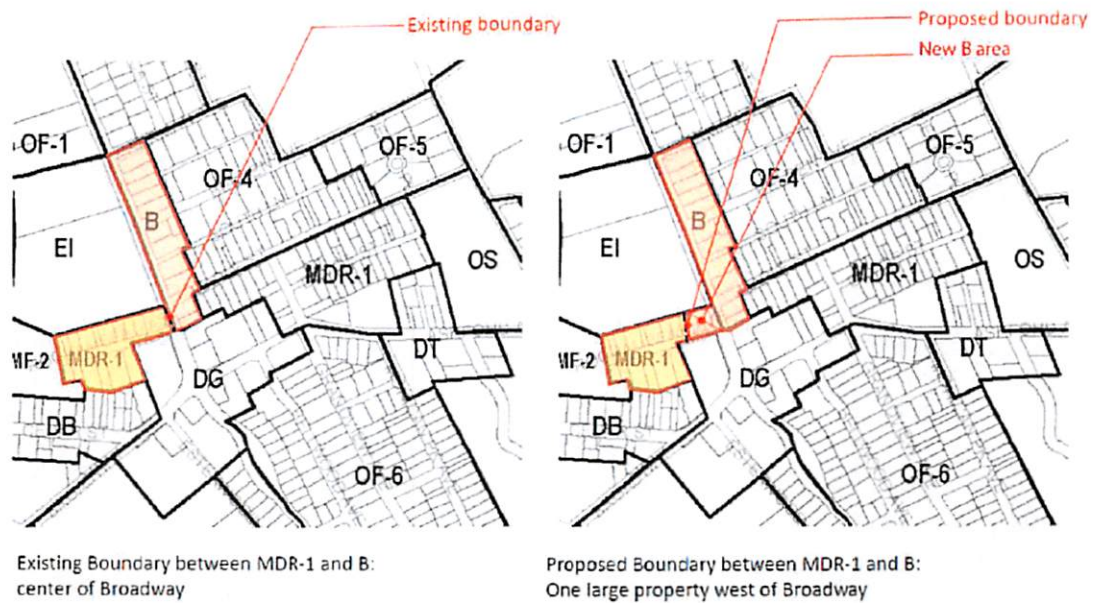 Existing boundary
Proposed boundary
New B area
OF-1
OF-4
OF-5
B
EI
MDR-1
OS
MF-2
MDR-1
DG
DT
DB
OF-6
OF-1
OF-4
OF-5
B
EI
MDR-1
OS
MF-2
MDR-1
DG
DT
DB
OF-6
Existing Boundary between MDR-1 and B:
center of Broadway
Proposed Boundary between MDR-1 and B:
One large property west of Broadway